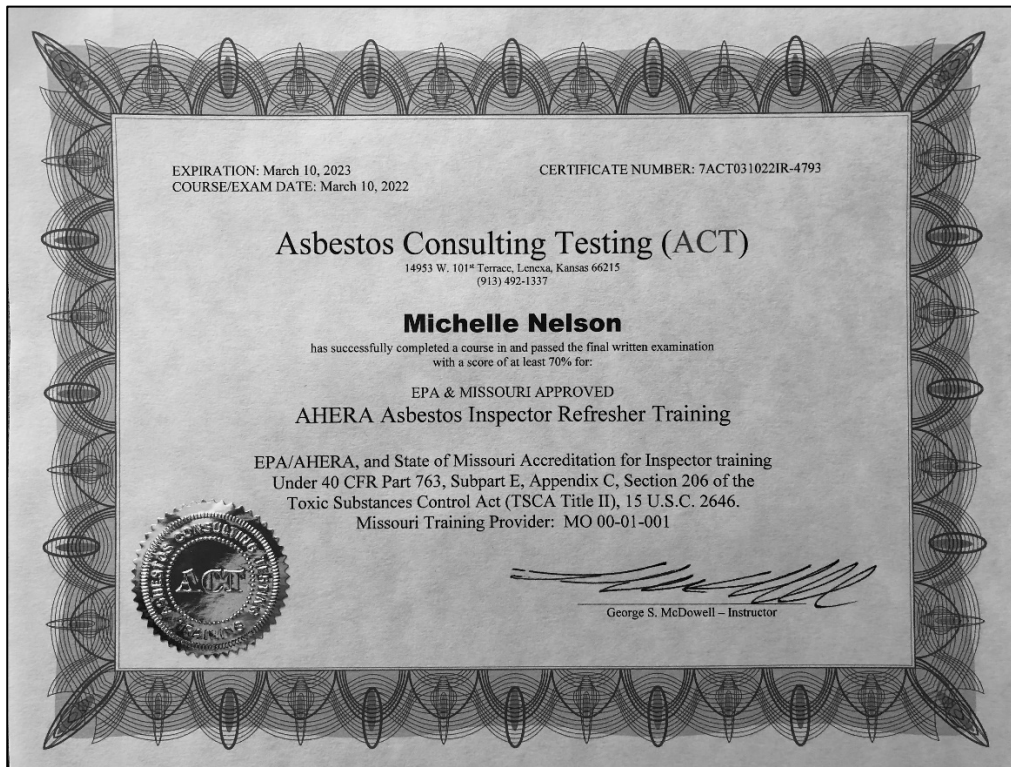 EXPIRATION: March 10, 2023
COURSE/EXAM DATE: March 10, 2022
CERTIFICATE NUMBER: 7ACT031022IR-4793
Asbestos Consulting Testing (ACT)
14953 W. 101st Terrace, Lenexa, Kansas 66215
(913) 492-1337
Michelle Nelson
has successfully completed a course in and passed the final written examination
with a score of at least 70% for:
EPA & MISSOURI APPROVED
AHERA Asbestos Inspector Refresher Training
EPA/AHERA, and State of Missouri Accreditation for Inspector training
Under 40 CFR Part 763, Subpart E, Appendix C, Section 206 of the
Toxic Substances Control Act (TSCA Title II), 15 U.S.C. 2646.
Missouri Training Provider: MO 00-01-001
ASBESTOS CONSULTING TESTING
ACT
TRAINING
George S. McDowell – Instructor